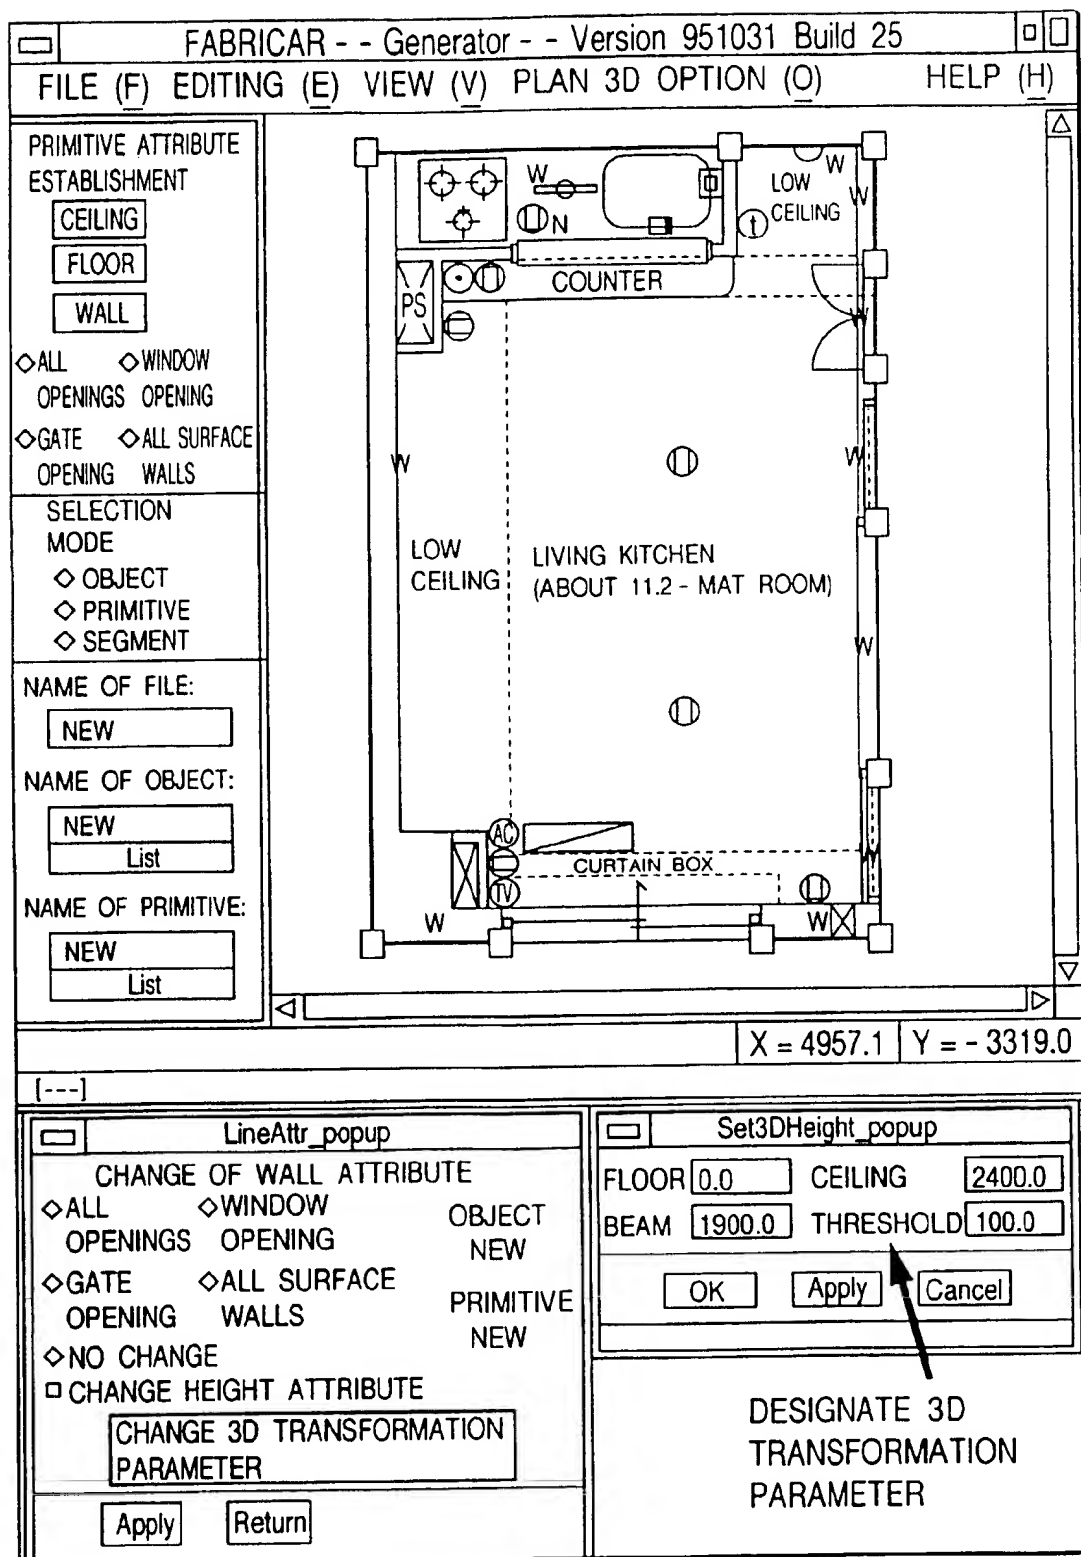 FABRICAR - - Generator - - Version 951031 Build 25
FILE (F) EDITING (E) VIEW (V) PLAN 3D OPTION (O) HELP (H)
PRIMITIVE ATTRIBUTE
ESTABLISHMENT
CEILING
FLOOR
WALL
ALL WINDOW
OPENINGS OPENING
GATE ALL SURFACE
OPENING WALLS
SELECTION
MODE
OBJECT
PRIMITIVE
SEGMENT
NAME OF FILE:
NEW
NAME OF OBJECT:
NEW
List
NAME OF PRIMITIVE:
NEW
List
W
N
W
W
LOW
CEILING
t
COUNTER
PS
W
W
W
LOW
CEILING
LIVING KITCHEN
(ABOUT 11.2 - MAT ROOM)
W
AC
CURTAIN BOX
TV
W
W
W
X = 4957.1 Y = - 3319.0
[---]
LineAttr_popup
CHANGE OF WALL ATTRIBUTE
ALL WINDOW
OPENINGS OPENING
GATE ALL SURFACE
OPENING WALLS
NO CHANGE
CHANGE HEIGHT ATTRIBUTE
OBJECT
NEW
PRIMITIVE
NEW
CHANGE 3D TRANSFORMATION
PARAMETER
Apply Return
Set3DHeight_popup
FLOOR 0.0 CEILING 2400.0
BEAM 1900.0 THRESHOLD 100.0
OK Apply Cancel
DESIGNATE 3D
TRANSFORMATION
PARAMETER